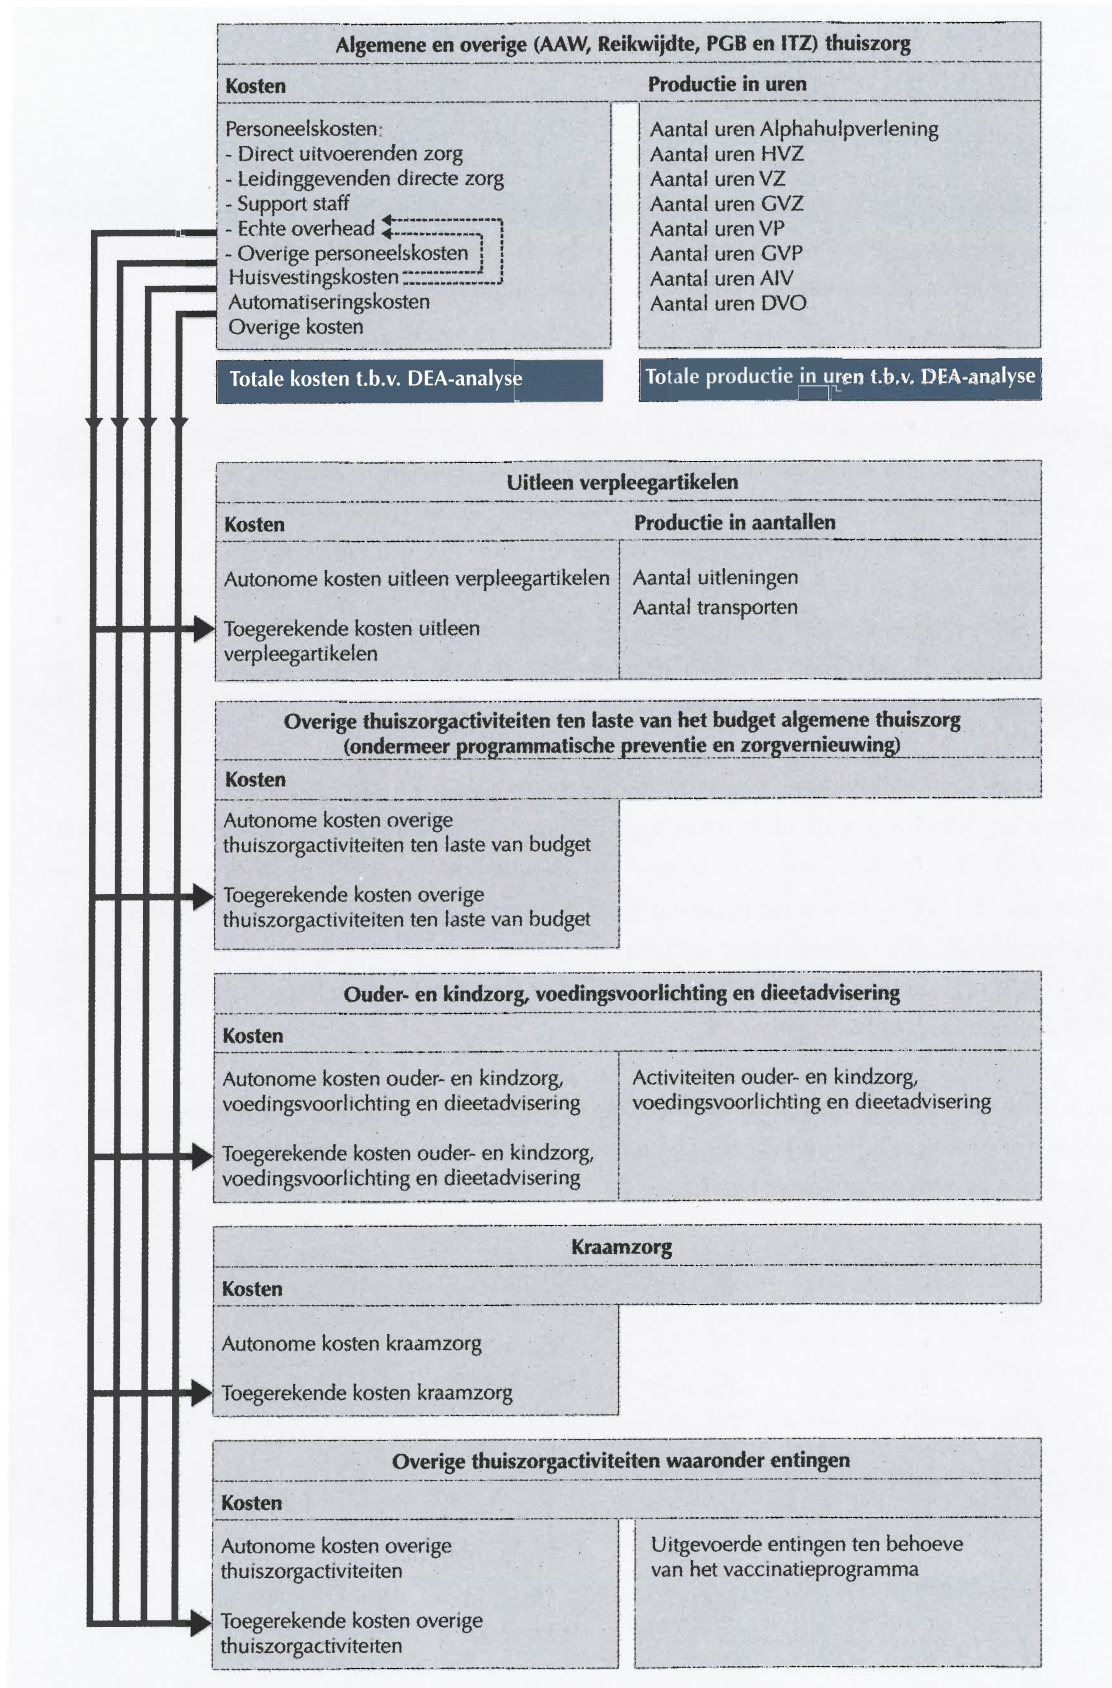 Algemene en overige (AAW, Reikwijdte, PGB en ITZ) thuiszorg
Kosten
Personeelskosten:
- Direct uitvoerenden zorg
- Leidinggevenden directe zorg
- Support staff
- Echte overhead
- Overige personeelskosten
Huisvestingskosten
Automatiseringskosten
Overige kosten
Totale kosten t.b.v. DEA-analyse
Productie in uren
Aantal uren Alphahulpverlening
Aantal uren HVZ
Aantal uren VZ
Aantal uren GVZ
Aantal uren VP
Aantal uren GVP
Aantal uren AIV
Aantal uren DVO
Totale productie in uren t.b.v. DEA-analyse
Uitleen verpleegartikelen
Kosten
Autonome kosten uitleen verpleegartikelen
Toegerekende kosten uitleen
verpleegartikelen
Productie in aantallen
Aantal uitleningen
Aantal transporten
Overige thuiszorgactiviteiten ten laste van het budget algemene thuiszorg
(ondermeer programmatische preventie en zorgvernieuwing)
Kosten
Autonome kosten overige
thuiszorgactiviteiten ten laste van budget
Toegerekende kosten overige
thuiszorgactiviteiten ten laste van budget
Ouder- en kindzorg, voedingsvoorlichting en dieetadvisering
Kosten
Autonome kosten ouder- en kindzorg,
voedingsvoorlichting en dieetadvisering
Toegerekende kosten ouder- en kindzorg,
voedingsvoorlichting en dieetadvisering
Activiteiten ouder- en kindzorg,
voedingsvoorlichting en dieetadvisering
Kraamzorg
Kosten
Autonome kosten kraamzorg
Toegerekende kosten kraamzorg
Overige thuiszorgactiviteiten waaronder entingen
Kosten
Autonome kosten overige
thuiszorgactiviteiten
Toegerekende kosten overige
thuiszorgactiviteiten
Uitgevoerde entingen ten behoeve
van het vaccinatieprogramma